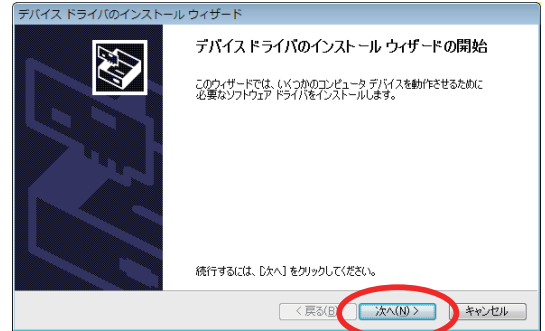 デバイス ドライバのインストール ウィザード
デバイス ドライバのインストール ウィザードの開始
このウィザードでは、いくつかのコンピュータ デバイスを動作させるために
必要なソフトウェア ドライバをインストールします。
続行するには、[次へ] をクリックしてください。
< 戻る(B) 次へ(N) > キャンセル